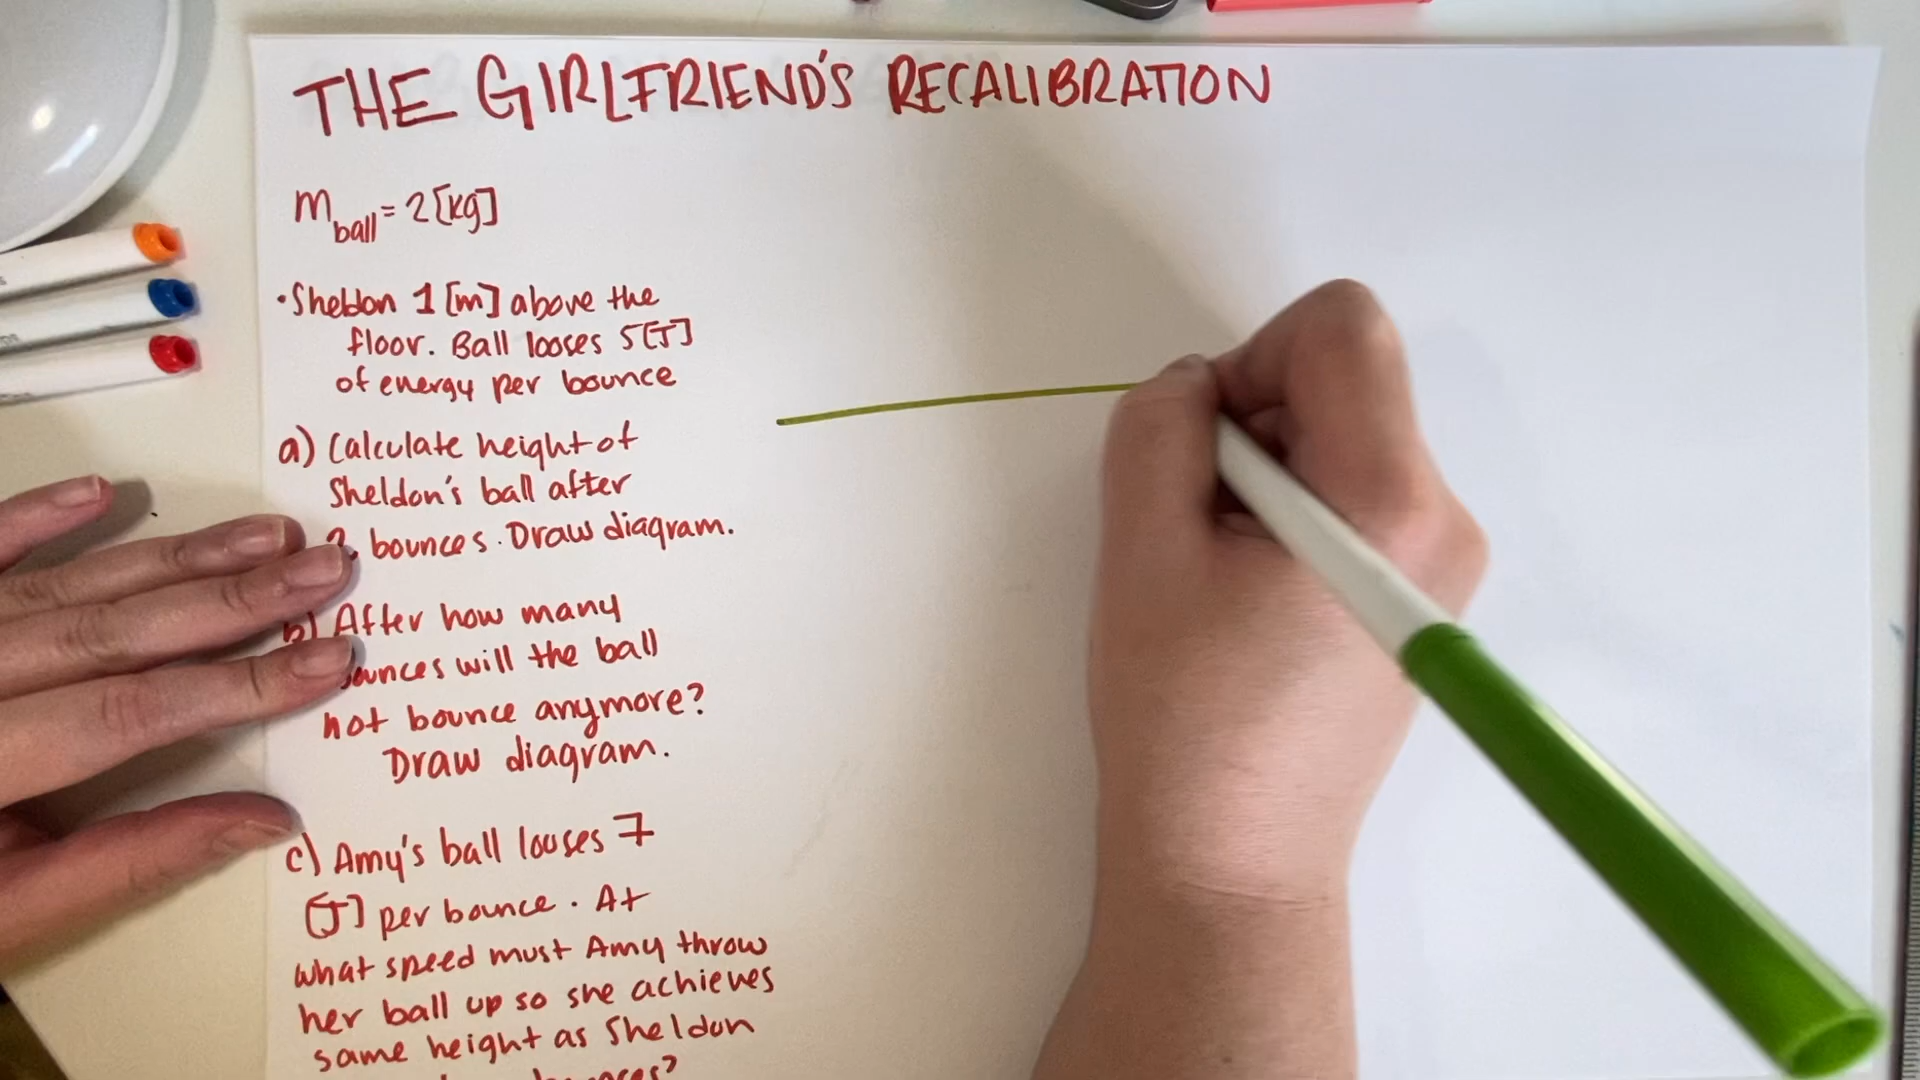 THE GIRLFRIEND'S RECALIBRATION
m ball = 2 [kg]
• Sheldon 1 [m] above the
floor. Ball looses 5 [J]
of energy per bounce
a) Calculate height of
Sheldon's ball after
bounces. Draw diagram.
b) After how many
will the ball
not bounce anymore?
Draw diagram.
c) Amy's ball looses 7
[J] per bounce. At
what speed must Amy throw
her ball up so she achieves
same height as Sheldon